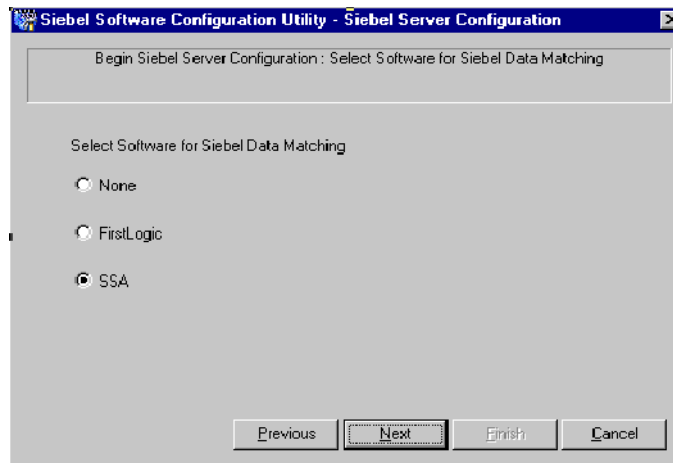 Siebel Software Configuration Utility - Siebel Server Configuration
Begin Siebel Server Configuration : Select Software for Siebel Data Matching
Select Software for Siebel Data Matching
None
FirstLogic
SSA
Previous
Next
Finish
Cancel